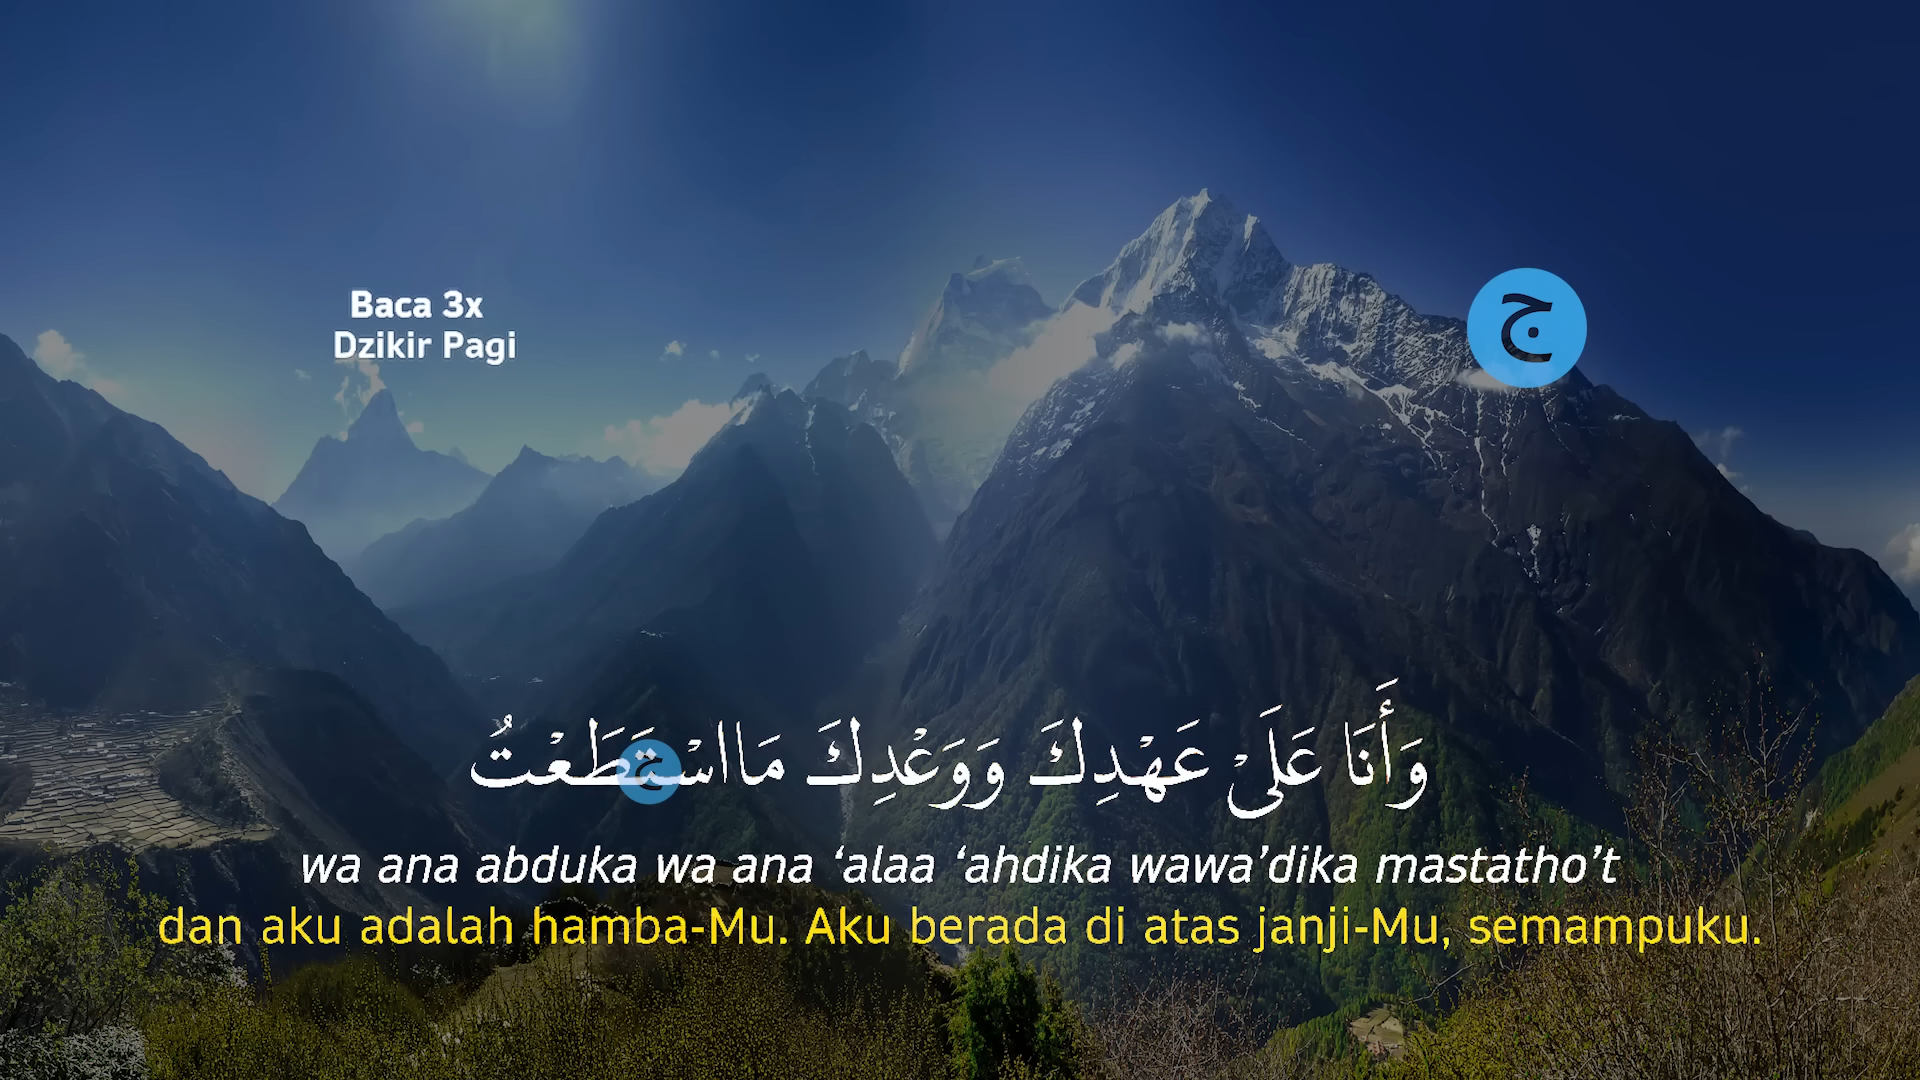 Baca 3x
Dzikir Pagi
ج
وَأَنَا عَلَىْ عَهْدِكَ وَوَعْدِكَ مَااسْتَطَعْتُ
ج
wa ana abduka wa ana ‘alaa ‘ahdika wawa’dika mastatho’t
dan aku adalah hamba-Mu. Aku berada di atas janji-Mu, semampuku.